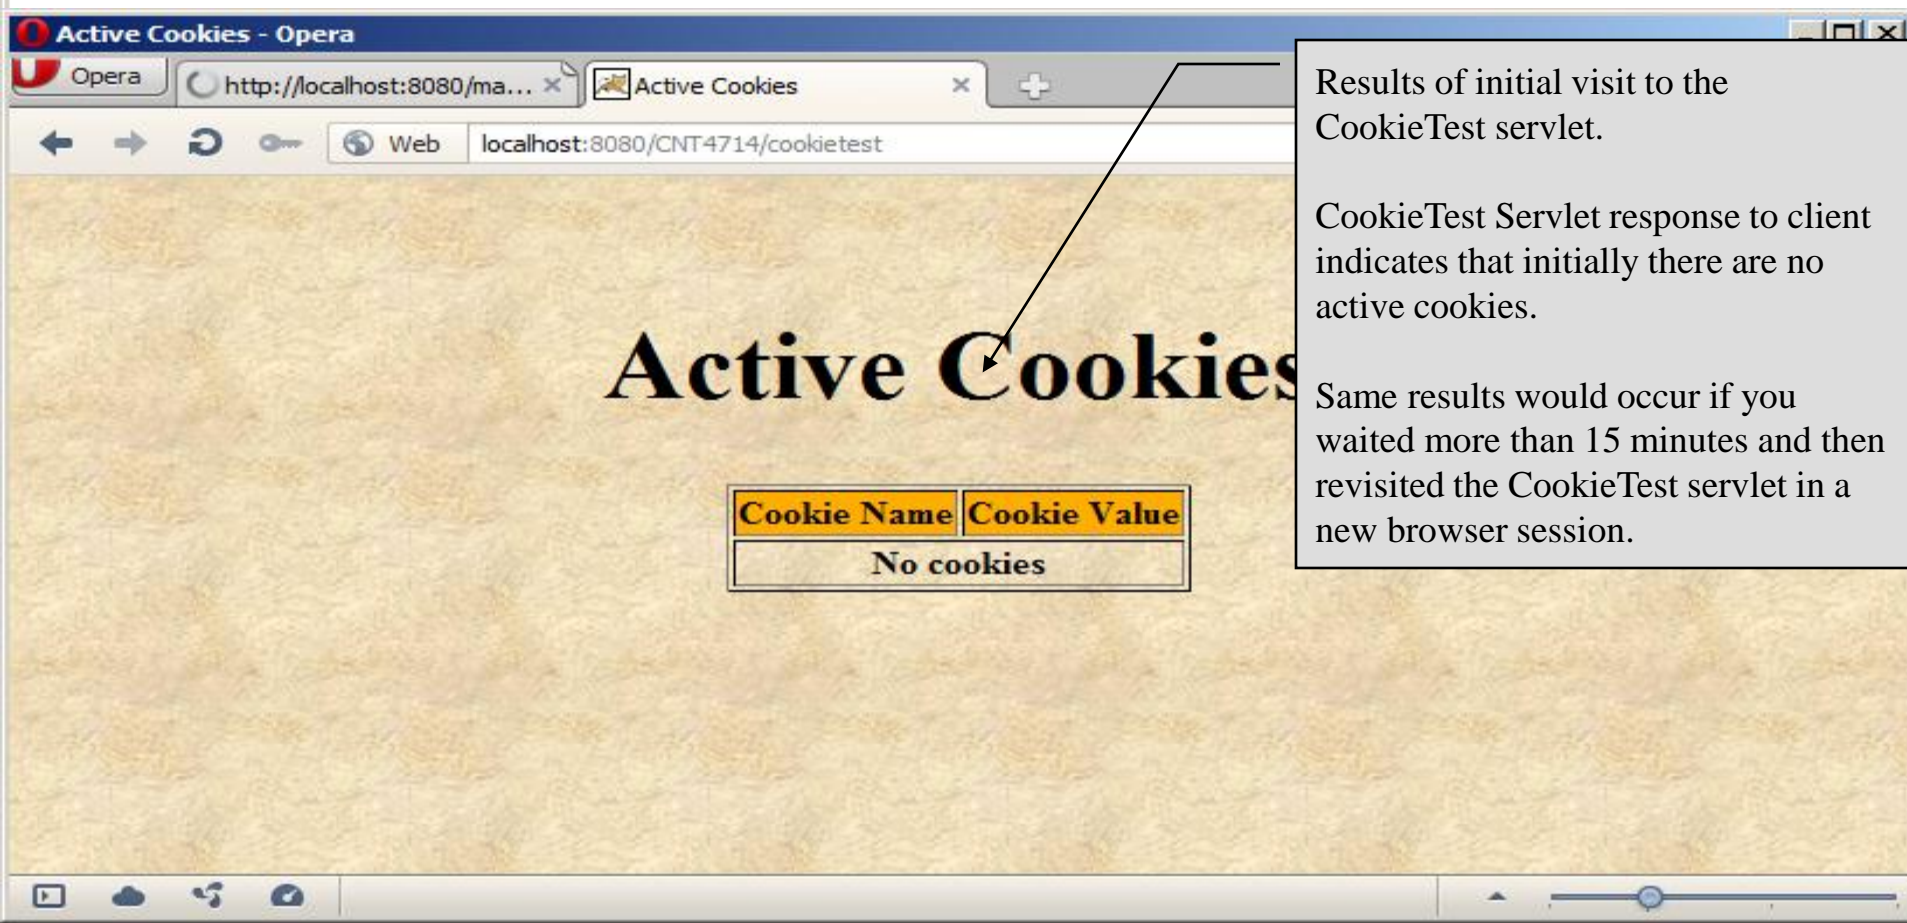 Active Cookies - Opera
Opera
http://localhost:8080/ma...
Active Cookies
Web
localhost:8080/CNT4714/cookietest
Results of initial visit to the
CookieTest servlet.
CookieTest Servlet response to client
indicates that initially there are no
active cookies.
Same results would occur if you
waited more than 15 minutes and then
revisited the CookieTest servlet in a
new browser session.
Active Cookies
Cookie Name Cookie Value
No cookies